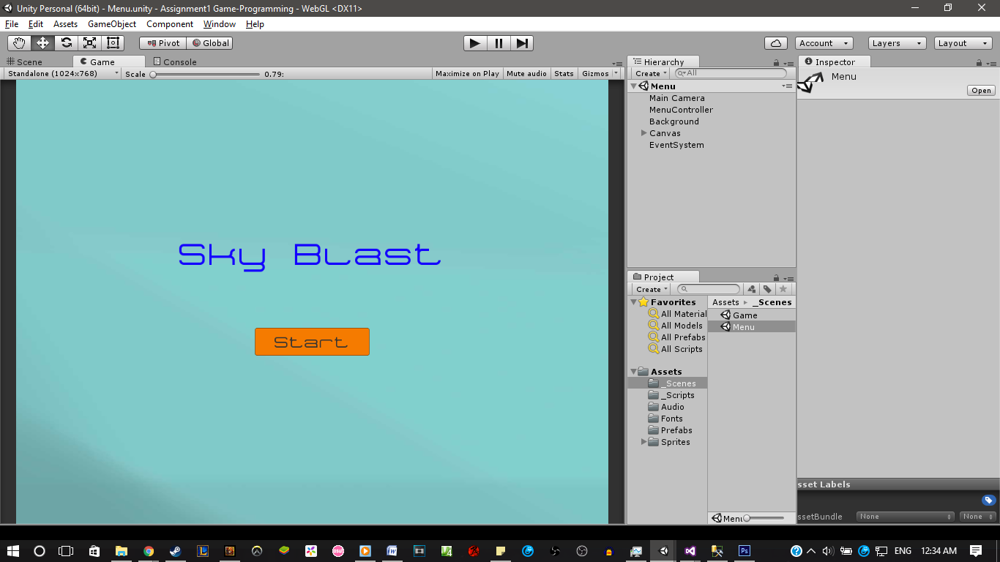 Unity Personal (64bit) - Menu.unity - Assignment1 Game-Programming - WebGL <DX11>
File Edit Assets GameObject Component Window Help
Pivot Global Account Layers Layout
Scene Game Console
Standalone (1024x768) Scale 0.79: Maximize on Play Mute audio Stats Gizmos
Sky Blast
Start
Hierarchy
Create All
Menu
Main Camera
MenuController
Background
Canvas
EventSystem
Project
Create
Favorites
All Material
All Models
All Prefabs
All Scripts
Assets
_Scenes
_Scripts
Audio
Fonts
Prefabs
Sprites
Assets _Scenes
Game
Menu
Menu
Inspector
Menu
Open
sset Labels
ssetBundle None None
ENG 12:34 AM